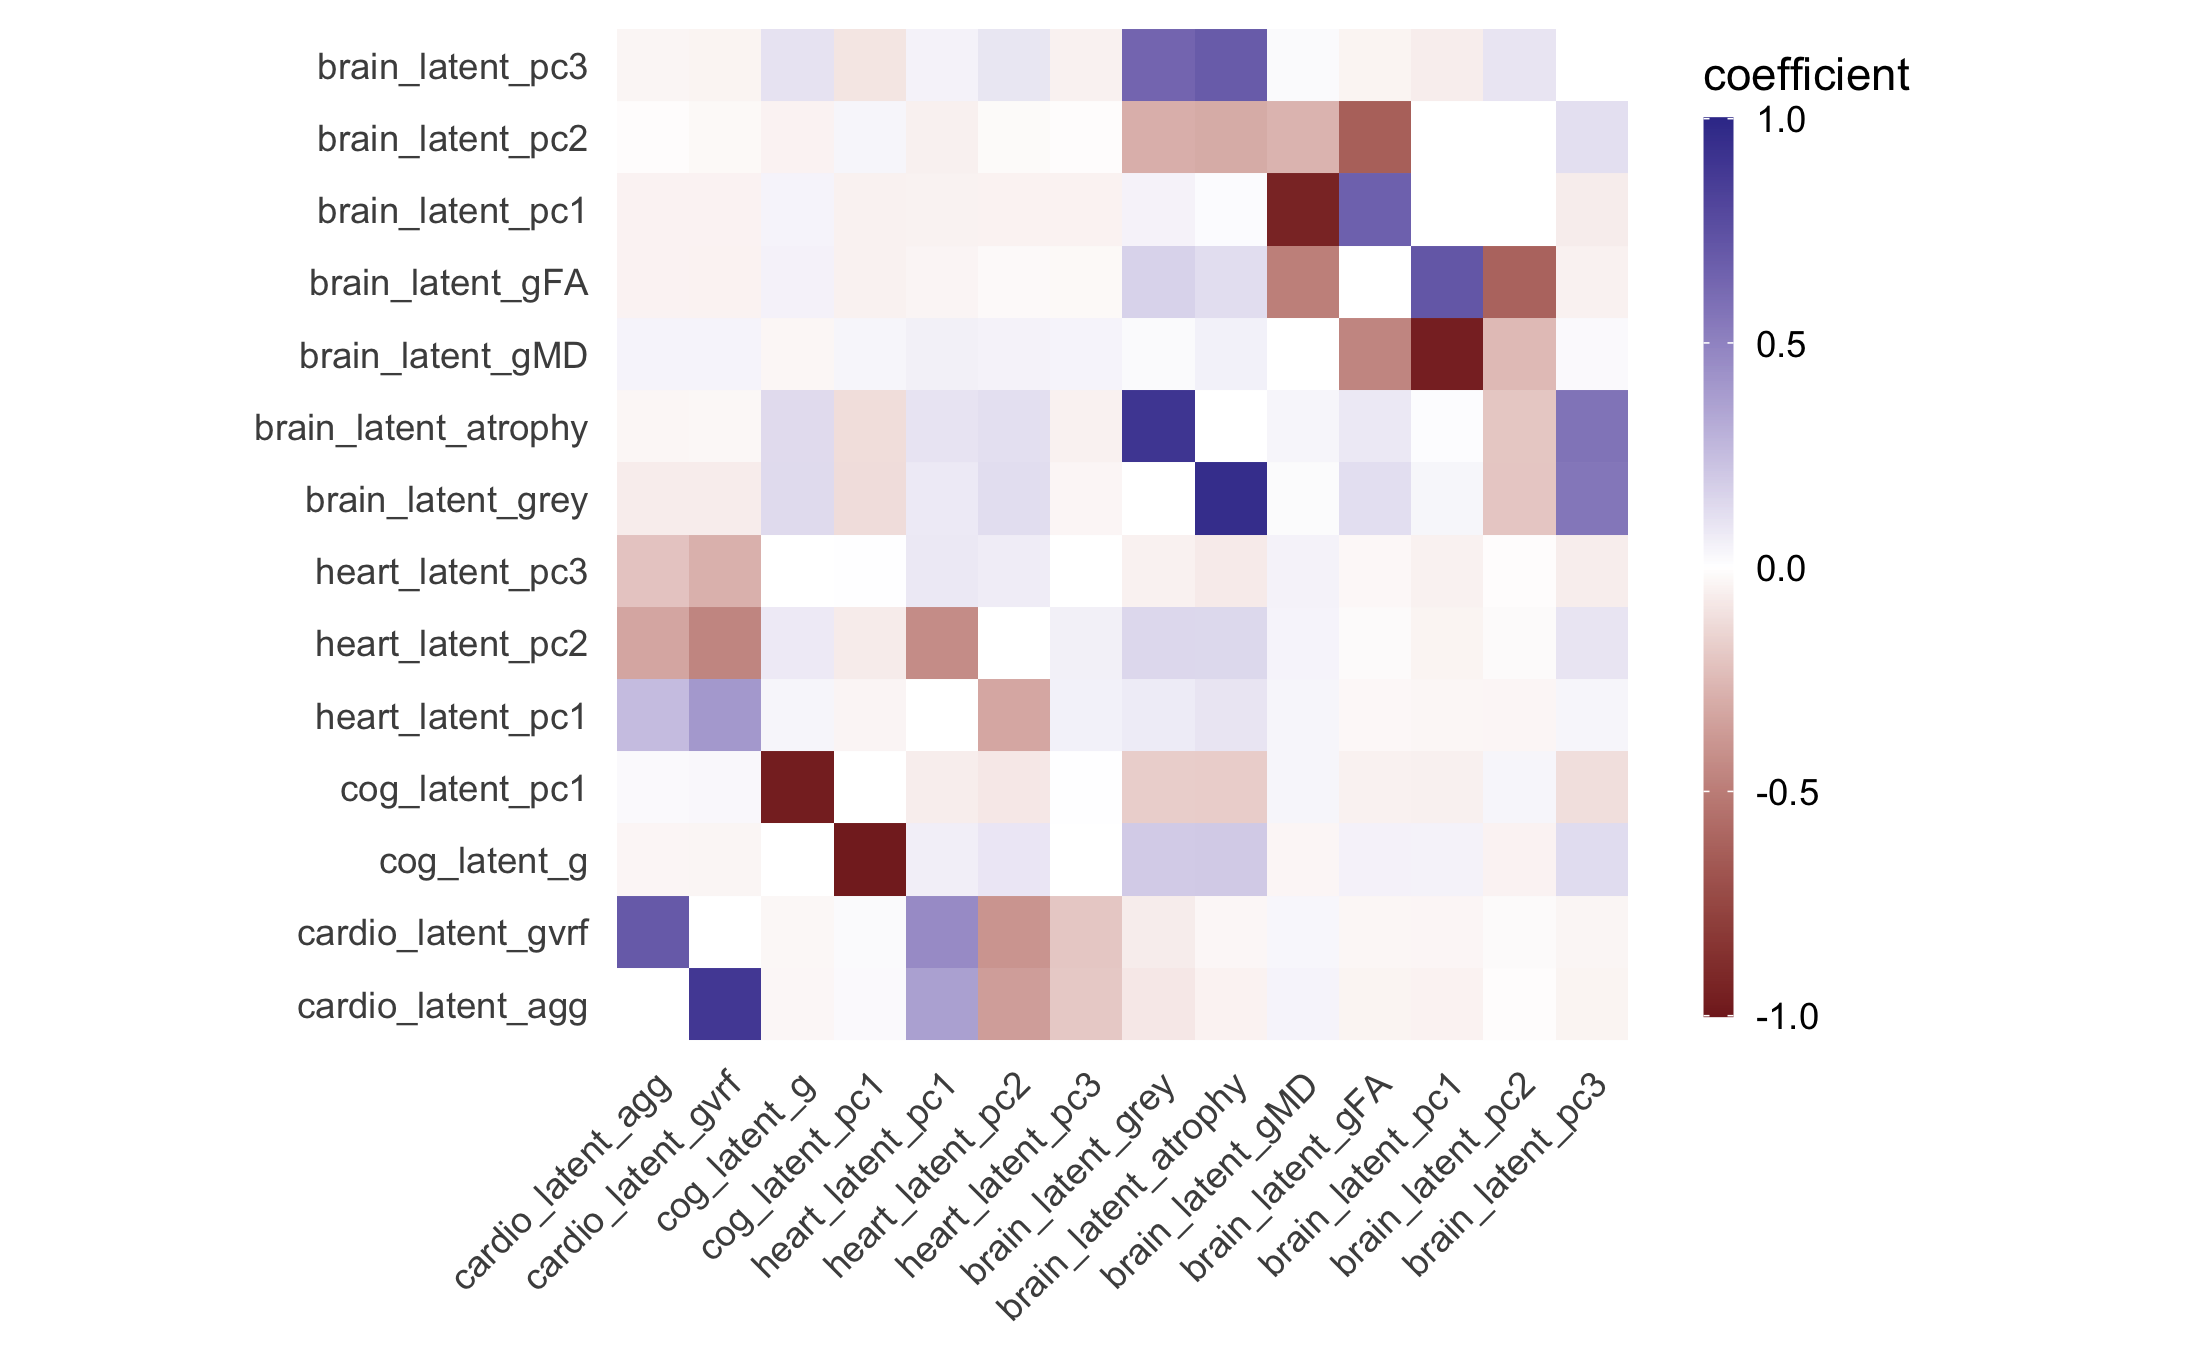 brain_latent_pc3
brain_latent_pc2
brain_latent_pc1
brain_latent_gFA
brain_latent_gMD
brain_latent_atrophy
brain_latent_grey
heart_latent_pc3
heart_latent_pc2
heart_latent_pc1
cog_latent_pc1
cog_latent_g
cardio_latent_gvrf
cardio_latent_agg
cardio_latent_agg
cardio_latent_gvrf
cog_latent_g
cog_latent_pc1
heart_latent_pc1
heart_latent_pc2
heart_latent_pc3
brain_latent_grey
brain_latent_atrophy
brain_latent_gMD
brain_latent_gFA
brain_latent_pc1
brain_latent_pc2
brain_latent_pc3
coefficient
1.0
0.5
0.0
-0.5
-1.0